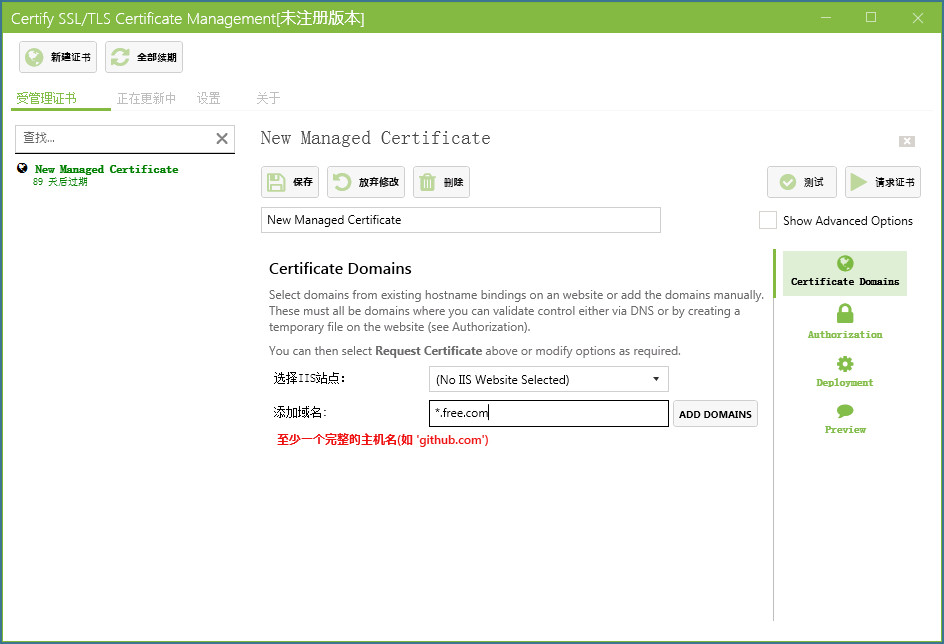 Certify SSL/TLS Certificate Management[未注册版本]
新建证书 全部续期
受管理证书 正在更新中 设置 关于
查找...
New Managed Certificate
89 天后过期
New Managed Certificate
保存 放弃修改 删除 测试 请求证书
New Managed Certificate
Show Advanced Options
Certificate Domains
Select domains from existing hostname bindings on an website or add the domains manually.
These must all be domains where you can validate control either via DNS or by creating a
temporary file on the website (see Authorization).
You can then select Request Certificate above or modify options as required.
选择IIS站点:
(No IIS Website Selected)
添加域名:
*.free.com
ADD DOMAINS
至少一个完整的主机名(如 'github.com')
Certificate Domains
Authorization
Deployment
Preview